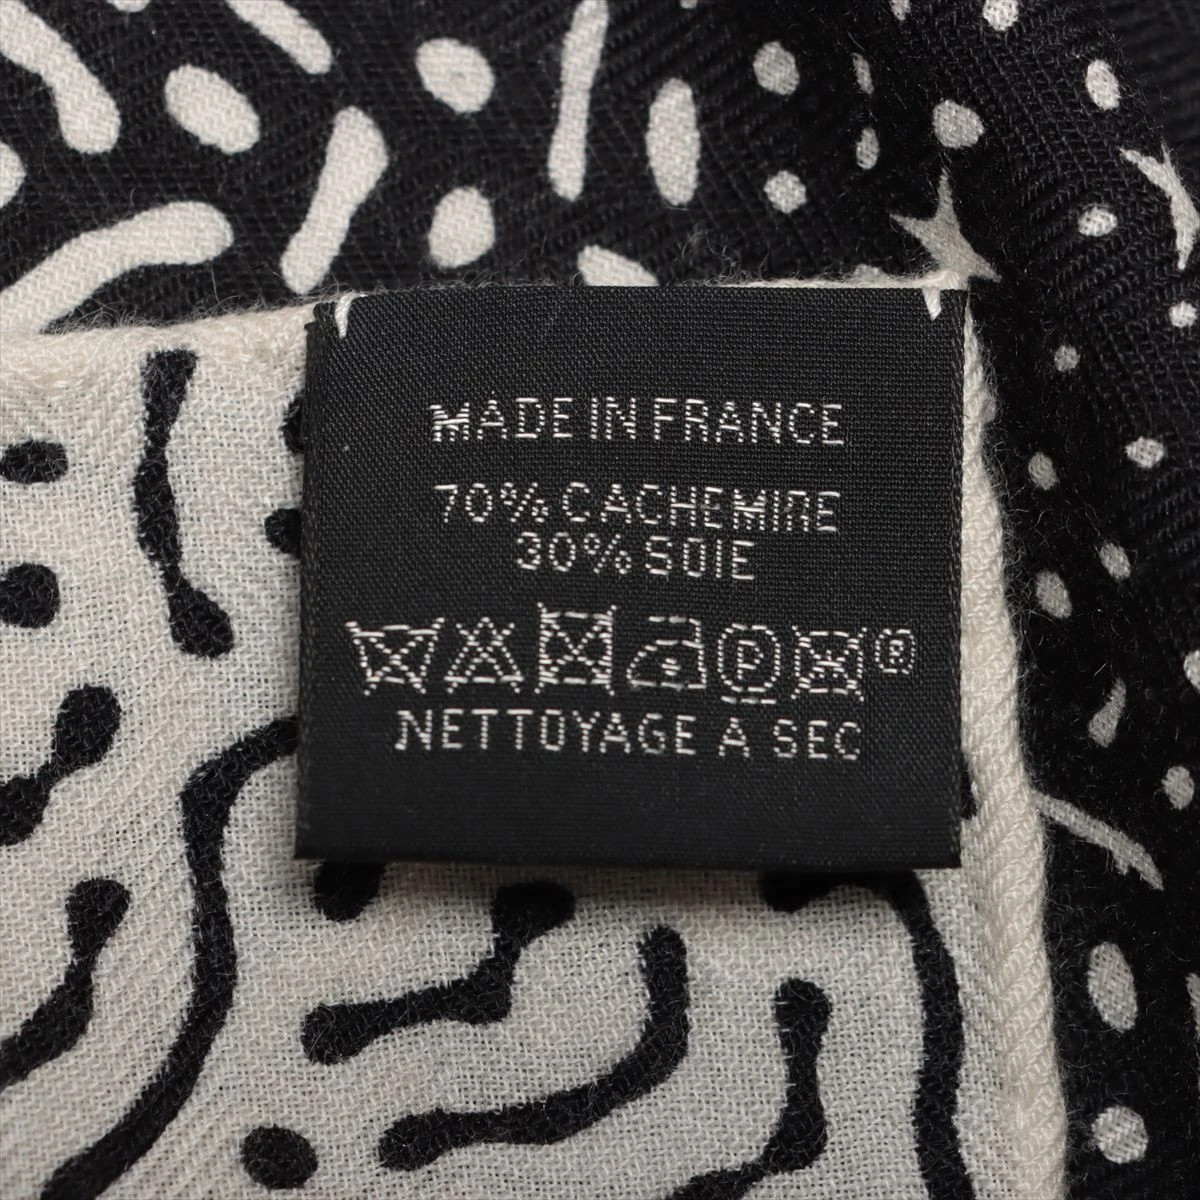 MADE IN FRANCE
70% CACHEMIRE
30% SOIE
P ®
NETTOYAGE A SEC